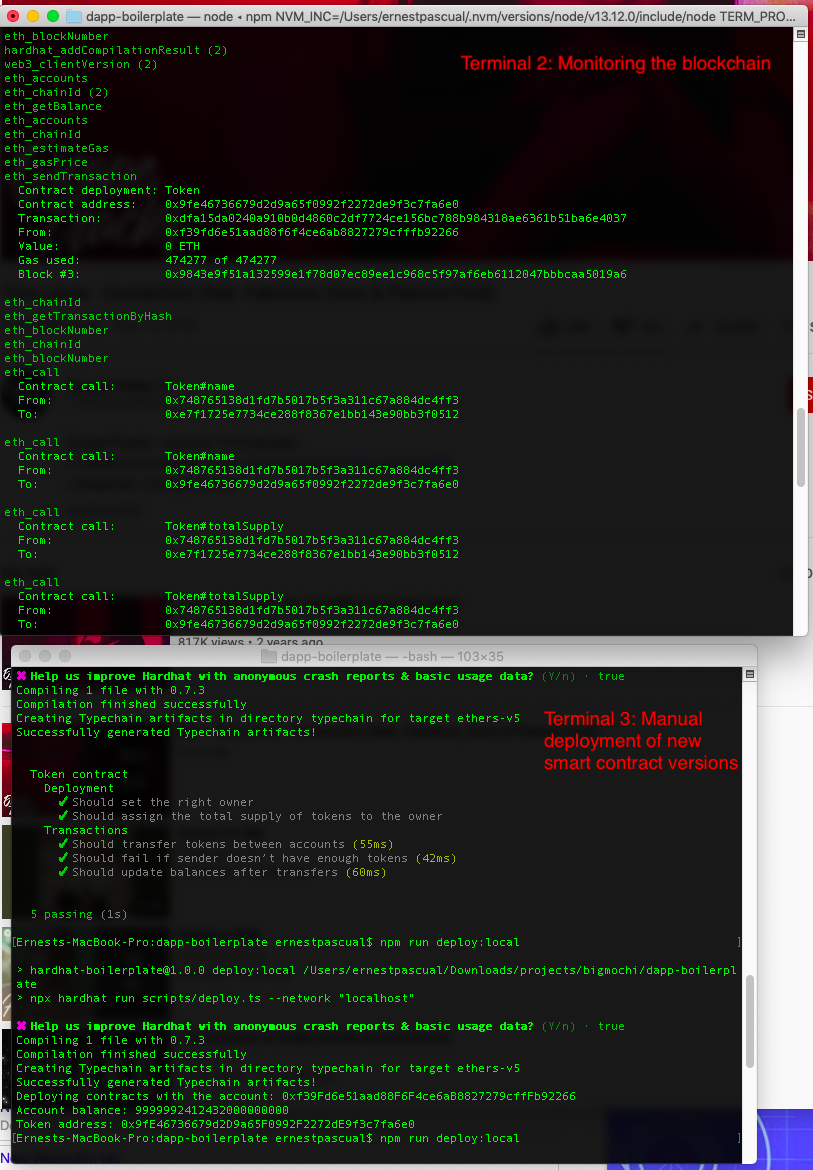 dapp-boilerplate — node ◂ npm NVM_INC=/Users/ernestpascual/.nvm/versions/node/v13.12.0/include/node TERM_PRO...
Terminal 2: Monitoring the blockchain
eth_blockNumber
hardhat_addCompilationResult (2)
web3_clientVersion (2)
eth_accounts
eth_chainId (2)
eth_getBalance
eth_accounts
eth_chainId
eth_estimateGas
eth_gasPrice
eth_sendTransaction
Contract deployment: Token
Contract address: 0x9fe46736679d2d9a65f0992f2272de9f3c7fa6e0
Transaction: 0xdfa15da0240a910b0d4860c2df7724ce156bc788b984318ae6361b51ba6e4037
From: 0xf39fd6e51aad88f6f4ce6ab8827279cfffb92266
Value: 0 ETH
Gas used: 474277 of 474277
Block #3: 0x9843e9f51a132599e1f78d07ec89ee1c968c5f97af6eb6112047bbbcaa5019a6
eth_chainId
eth_getTransactionByHash
eth_blockNumber
eth_chainId
eth_blockNumber
eth_call
Contract call: Token#name
From: 0x748765138d1fd7b5017b5f3a311c67a884dc4ff3
To: 0xe7f1725e7734ce288f8367e1bb143e90bb3f0512
eth_call
Contract call: Token#name
From: 0x748765138d1fd7b5017b5f3a311c67a884dc4ff3
To: 0x9fe46736679d2d9a65f0992f2272de9f3c7fa6e0
eth_call
Contract call: Token#totalSupply
From: 0x748765138d1fd7b5017b5f3a311c67a884dc4ff3
To: 0xe7f1725e7734ce288f8367e1bb143e90bb3f0512
eth_call
Contract call: Token#totalSupply
From: 0x748765138d1fd7b5017b5f3a311c67a884dc4ff3
To: 0x9fe46736679d2d9a65f0992f2272de9f3c7fa6e0
817K views • 2 years ago
dapp-boilerplate — -bash — 103×35
✖ Help us improve Hardhat with anonymous crash reports & basic usage data? (Y/n) · true
Compiling 1 file with 0.7.3
Compilation finished successfully
Creating Typechain artifacts in directory typechain for target ethers-v5
Successfully generated Typechain artifacts!
Terminal 3: Manual
deployment of new
smart contract versions
Token contract
Deployment
✓ Should set the right owner
✓ Should assign the total supply of tokens to the owner
Transactions
✓ Should transfer tokens between accounts (55ms)
✓ Should fail if sender doesn't have enough tokens (42ms)
✓ Should update balances after transfers (60ms)
5 passing (1s)
[Ernests-MacBook-Pro:dapp-boilerplate ernestpascual$ npm run deploy:local ]
> hardhat-boilerplate@1.0.0 deploy:local /Users/ernestpascual/Downloads/projects/bigmochi/dapp-boilerpl
ate
> npx hardhat run scripts/deploy.ts --network "localhost"
✖ Help us improve Hardhat with anonymous crash reports & basic usage data? (Y/n) · true
Compiling 1 file with 0.7.3
Compilation finished successfully
Creating Typechain artifacts in directory typechain for target ethers-v5
Successfully generated Typechain artifacts!
Deploying contracts with the account: 0xf39Fd6e51aad88F6F4ce6aB8827279cffFb92266
Account balance: 9999992412432000000000
Token address: 0x9fE46736679d2D9a65F0992F2272dE9f3c7fa6e0
[Ernests-MacBook-Pro:dapp-boilerplate ernestpascual$ npm run deploy:local ]